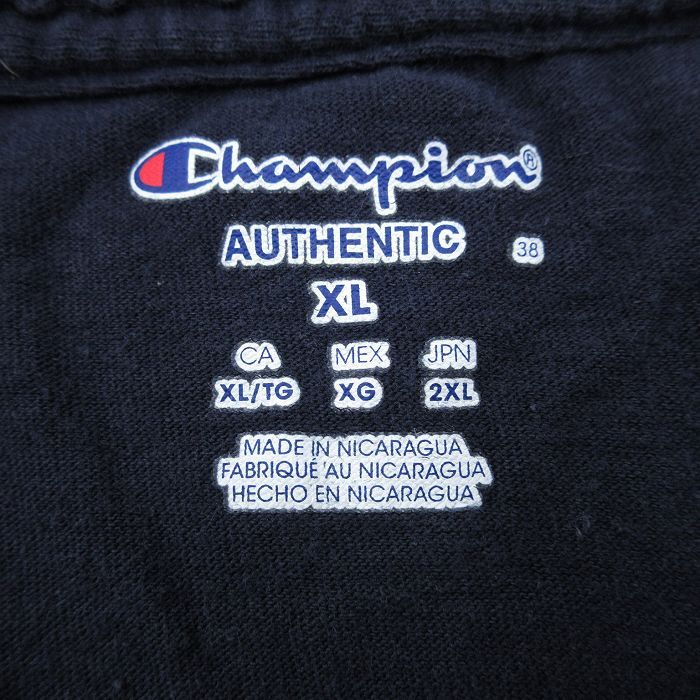 Champion®
AUTHENTIC 38
XL
CA MEX JPN
XL/TG XG 2XL
MADE IN NICARAGUA
FABRIQUÉ AU NICARAGUA
HECHO EN NICARAGUA